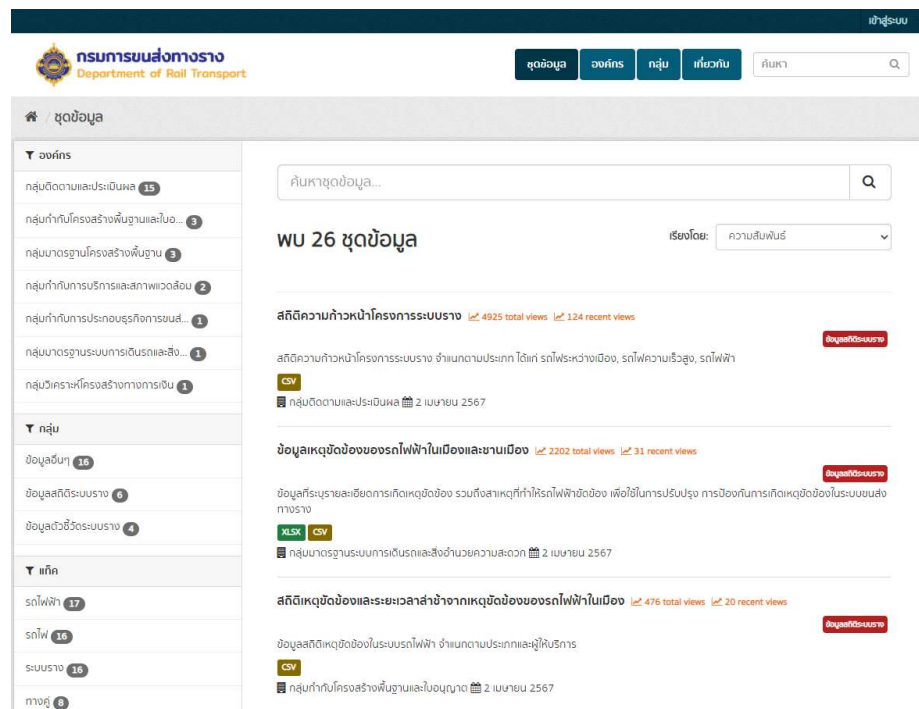 เข้าสู่ระบบ
กรมการขนส่งทางราง
Department of Rail Transport
ชุดข้อมูล องค์กร กลุ่ม เกี่ยวกับ ค้นหา
/ ชุดข้อมูล
องค์กร
กลุ่มติดตามและประเมินผล 15
กลุ่มกำกับโครงสร้างพื้นฐานและใบอ... 3
กลุ่มมาตรฐานโครงสร้างพื้นฐาน 3
กลุ่มกำกับการบริการและสภาพแวดล้อม 2
กลุ่มกำกับการประกอบธุรกิจการขนส่... 1
กลุ่มมาตรฐานระบบการเดินรถและสิ่ง... 1
กลุ่มวิเคราะห์โครงสร้างทางการเงิน 1
กลุ่ม
ข้อมูลอื่นๆ 16
ข้อมูลสถิติระบบราง 6
ข้อมูลตัวชี้วัดระบบราง 4
แท็ค
รถไฟฟ้า 17
รถไฟ 16
ระบบราง 16
ทางคู่ 8
ค้นหาชุดข้อมูล...
พบ 26 ชุดข้อมูล
เรียงโดย: ความสัมพันธ์
สถิติความก้าวหน้าโครงการระบบราง 4925 total views 124 recent views
ข้อมูลสถิติระบบราง
สถิติความก้าวหน้าโครงการระบบราง จำแนกตามประเภท ได้แก่ รถไฟระหว่างเมือง, รถไฟความเร็วสูง, รถไฟฟ้า
CSV
กลุ่มติดตามและประเมินผล 2 เมษายน 2567
ข้อมูลเหตุขัดข้องของรถไฟฟ้าในเมืองและชานเมือง 2202 total views 31 recent views
ข้อมูลสถิติระบบราง
ข้อมูลที่ระบุรายละเอียดการเกิดเหตุขัดข้อง รวมถึงสาเหตุที่ทำให้รถไฟฟ้าขัดข้อง เพื่อใช้ในการปรับปรุง การป้องกันการเกิดเหตุขัดข้องในระบบขนส่ง
ทางราง
XLSX CSV
กลุ่มมาตรฐานระบบการเดินรถและสิ่งอำนวยความสะดวก 2 เมษายน 2567
สถิติเหตุขัดข้องและระยะเวลาล่าช้าจากเหตุขัดข้องของรถไฟฟ้าในเมือง 476 total views 20 recent views
ข้อมูลสถิติระบบราง
ข้อมูลสถิติเหตุขัดข้องในระบบรถไฟฟ้า จำแนกตามประเภทและผู้ให้บริการ
CSV
กลุ่มกำกับโครงสร้างพื้นฐานและใบอนุญาต 2 เมษายน 2567